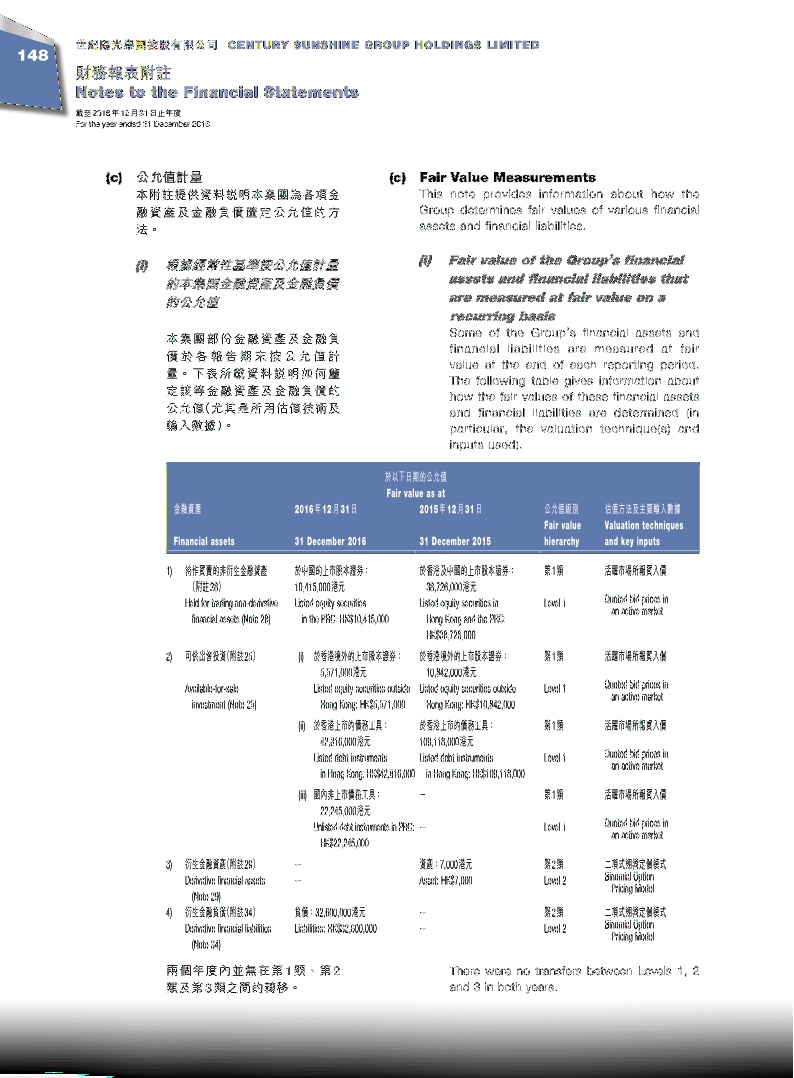 148
世紀陽光集團控股有限公司 CENTURY SUNSHINE GROUP HOLDINGS LIMITED
財務報表附註
Notes to the Financial Statements
截至2016年12月31日止年度
For the year ended 31 December 2016
(c) 公允值計量
本附註提供資料說明本集團為各項金
融資產及金融負債釐定公允值的方
法。
(i) 根據經常性基準按公允值計量
的本集團金融資產及金融負債
的公允值
本集團部份金融資產及金融負
債於各報告期末按公允值計
量。下表所載資料說明如何釐
定該等金融資產及金融負債的
公允值(尤其是所用估值技術及
輸入數據)。
(c) Fair Value Measurements
This note provides information about how the
Group determines fair values of various financial
assets and financial liabilities.
(i) Fair value of the Group's financial
assets and financial liabilities that
are measured at fair value on a
recurring basis
Some of the Group's financial assets and
financial liabilities are measured at fair
value at the end of each reporting period.
The following table gives information about
how the fair values of these financial assets
and financial liabilities are determined (in
particular, the valuation technique(s) and
inputs used).
於以下日期的公允值
Fair value as at
金融資產 2016年12月31日 2015年12月31日 公允值級別 估值方法及主要輸入數據
Fair value Valuation techniques
Financial assets 31 December 2016 31 December 2015 hierarchy and key inputs
1) 持作買賣的非衍生金融資產 於中國的上市股本證券： 於香港及中國的上市股本證券： 第1類 活躍市場所報買入價
(附註28) 10,415,000港元 38,726,000港元
Held for trading non-derivative Listed equity securities Listed equity securities in Level 1 Quoted bid prices in
financial assets (Note 28) in the PRC: HK$10,415,000 Hong Kong and the PRC: an active market
HK$38,726,000
2) 可供出售投資(附註25) (i) 於香港境外的上市股本證券： 於香港境外的上市股本證券： 第1類 活躍市場所報買入價
5,571,000港元 10,842,000港元
Available-for-sale Listed equity securities outside Listed equity securities outside Level 1 Quoted bid prices in
investment (Note 25) Hong Kong: HK$5,571,000 Hong Kong: HK$10,842,000 an active market
(ii) 於香港上市的債務工具： 於香港上市的債務工具： 第1類 活躍市場所報買入價
42,816,000港元 109,118,000港元
Listed debt instruments Listed debt instruments Level 1 Quoted bid prices in
in Hong Kong: HK$42,816,000 in Hong Kong: HK$109,118,000 an active market
(iii) 國內非上市債務工具： – 第1類 活躍市場所報買入價
22,245,000港元
Unlisted debt instruments in PRC: – Level 1 Quoted bid prices in
HK$22,245,000 an active market
3) 衍生金融資產(附註29) – 資產：7,000港元 第2類 二項式期權定價模式
Derivative financial assets – Asset: HK$7,000 Level 2 Binomial Option
(Note 29) Pricing Model
4) 衍生金融負債(附註34) 負債：32,600,000港元 – 第2類 二項式期權定價模式
Derivative financial liabilities Liabilities: HK$32,600,000 – Level 2 Binomial Option
(Note 34) Pricing Model
兩個年度內並無在第1類、第2
類及第3類之間的轉移。
There were no transfers between Levels 1, 2
and 3 in both years.